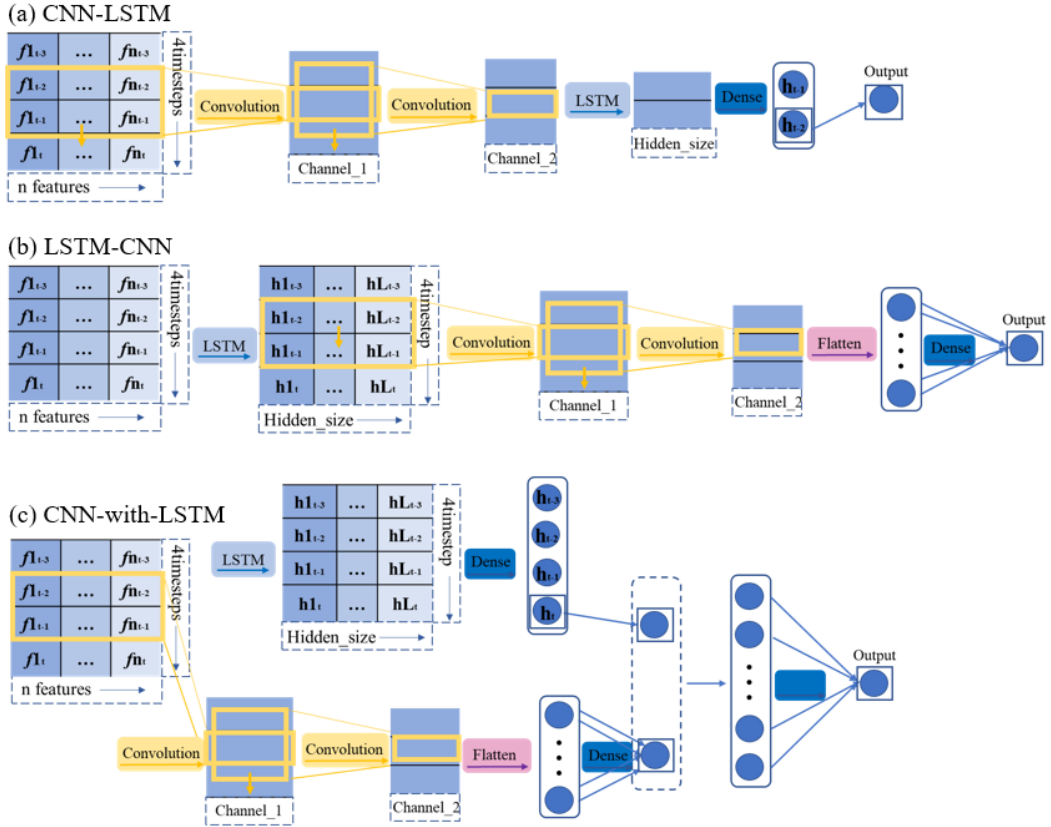 (a) CNN-LSTM
f1t-3 ... fnt-3
f1t-2 ... fnt-2
f1t-1 ... fnt-1
f1t ... fnt
4timesteps
n features
Convolution
Channel_1
Convolution
Channel_2
LSTM
Hidden_size
Dense
ht-1
ht-2
Output
(b) LSTM-CNN
f1t-3 ... fnt-3
f1t-2 ... fnt-2
f1t-1 ... fnt-1
f1t ... fnt
4timesteps
n features
LSTM
h1t-3 ... hLt-3
h1t-2 ... hLt-2
h1t-1 ... hLt-1
h1t ... hLt
4timestep
Hidden_size
Convolution
Channel_1
Convolution
Channel_2
Flatten
Dense
Output
(c) CNN-with-LSTM
f1t-3 ... fnt-3
f1t-2 ... fnt-2
f1t-1 ... fnt-1
f1t ... fnt
4timesteps
n features
LSTM
h1t-3 ... hLt-3
h1t-2 ... hLt-2
h1t-1 ... hLt-1
h1t ... hLt
4timestep
Hidden_size
Dense
ht-3
ht-2
ht-1
ht
Convolution
Channel_1
Convolution
Channel_2
Flatten
Dense
Output